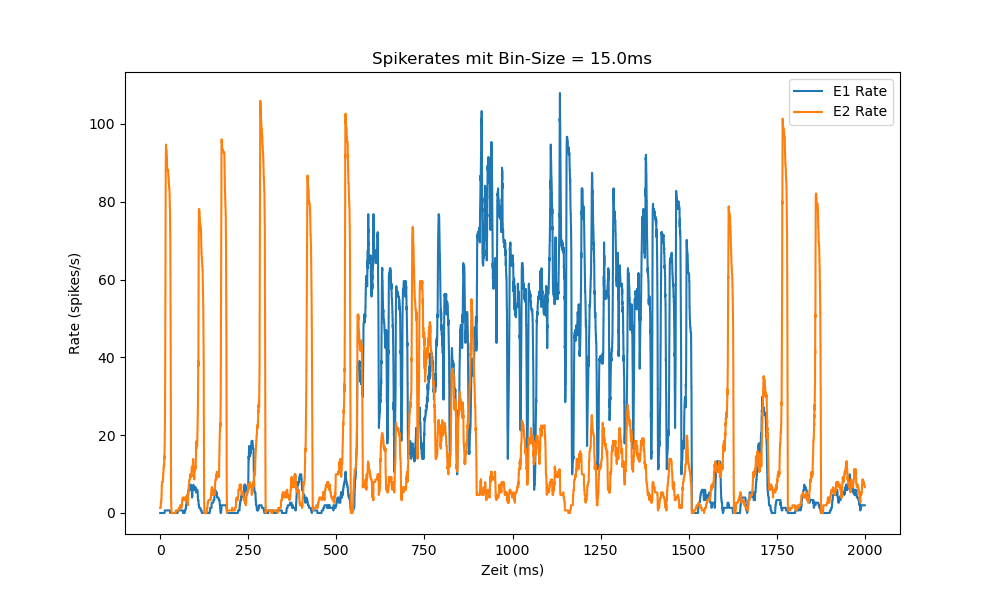 Spikerates mit Bin-Size = 15.0ms
E1 Rate
E2 Rate
Rate (spikes/s)
100
80
60
40
20
0
0 250 500 750 1000 1250 1500 1750 2000
Zeit (ms)